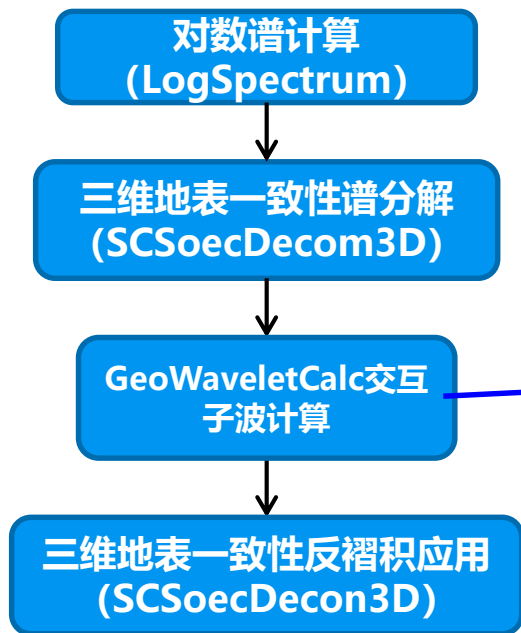 对数谱计算
（LogSpectrum）
三维地表一致性谱分解
（SCSoecDecom3D）
GeoWaveletCalc交互
子波计算
三维地表一致性反褶积应用
（SCSoecDecon3D）